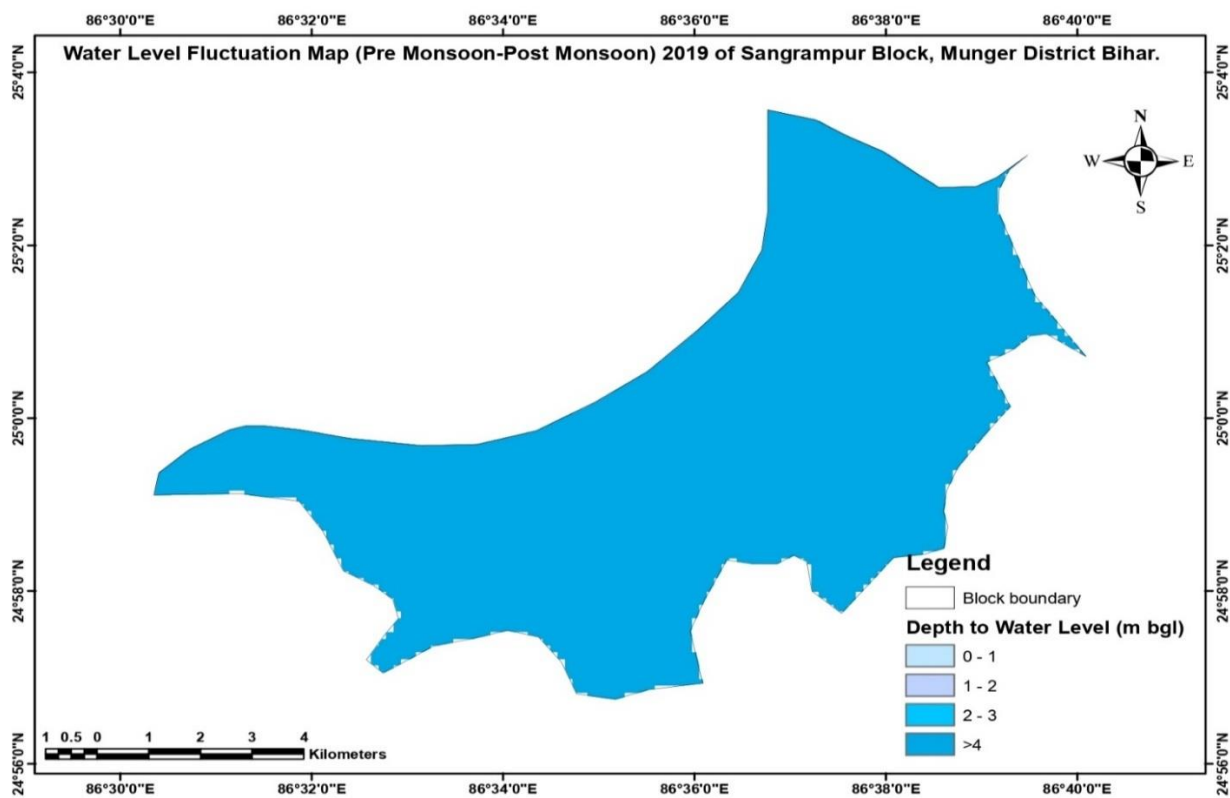 86°30'0"E 86°32'0"E 86°34'0"E 86°36'0"E 86°38'0"E 86°40'0"E
Water Level Fluctuation Map (Pre Monsoon-Post Monsoon) 2019 of Sangrampur Block, Munger District Bihar.
25°4'0"N 25°4'0"N
N
W E
S
25°2'0"N 25°2'0"N
25°0'0"N 25°0'0"N
24°58'0"N 24°58'0"N
Legend
Block boundary
Depth to Water Level (m bgl)
0 - 1
1 - 2
2 - 3
>4
1 0.5 0 1 2 3 4
Kilometers
24°56'0"N 24°56'0"N
86°30'0"E 86°32'0"E 86°34'0"E 86°36'0"E 86°38'0"E 86°40'0"E